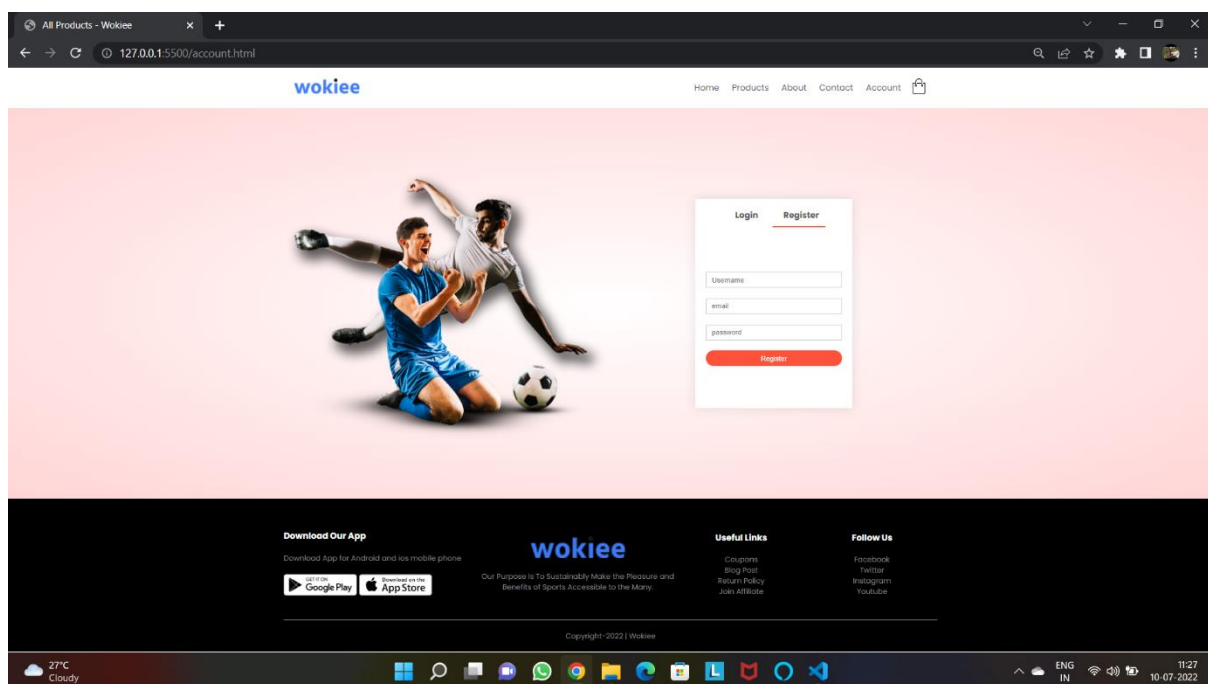 All Products - Wokiee
127.0.0.1:5500/account.html
wokiee
Home Products About Contact Account
Login Register
Username
email
password
Register
Download Our App
Download App for Android and ios mobile phone
GET IT ON
Google Play
Download on the
App Store
wokiee
Our Purpose Is To Sustainably Make the Pleasure and
Benefits of Sports Accessible to the Many.
Useful Links
Coupons
Blog Post
Return Policy
Join Affiliate
Follow Us
Facebook
Twitter
Instagram
Youtube
Copyright-2022 | Wokiee
27°C
Cloudy
L
ENG
IN
11:27
10-07-2022